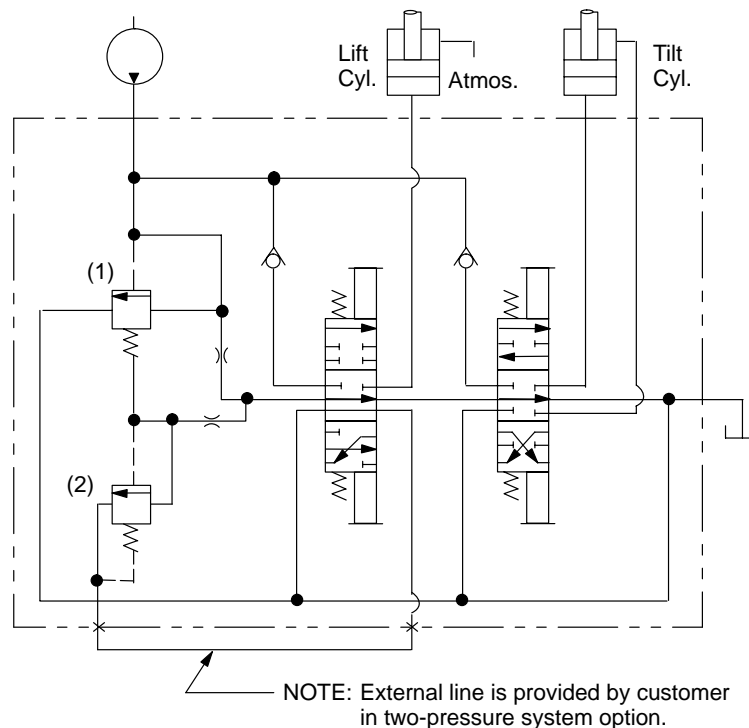 Lift
Cyl.
Atmos.
Tilt
Cyl.
(1)
(2)
NOTE: External line is provided by customer
in two-pressure system option.